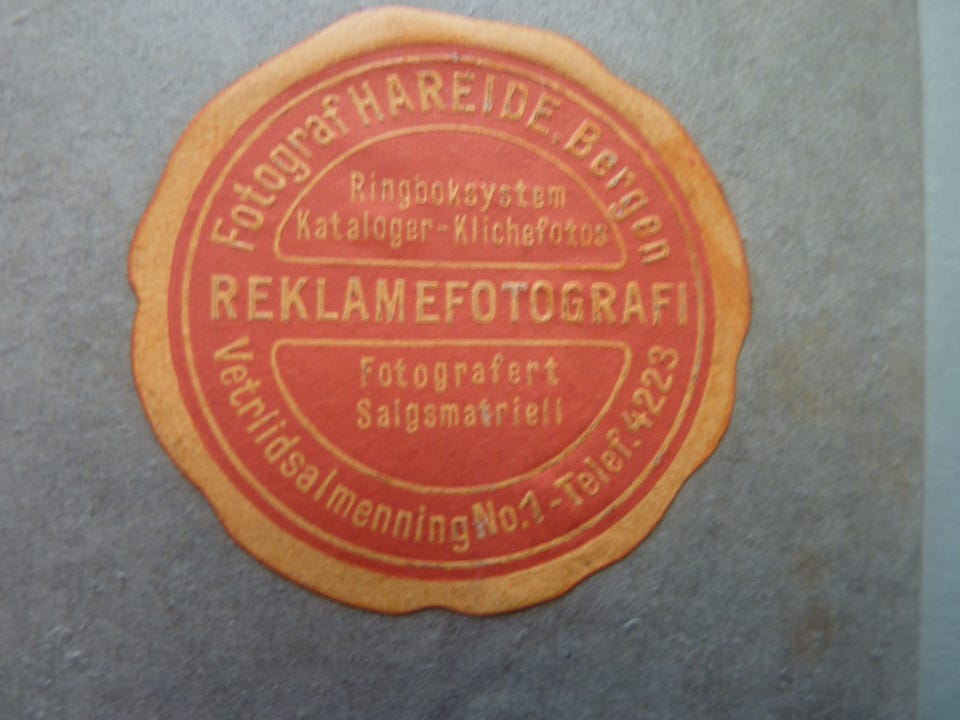 Fotograf HAREIDE. Bergen
Ringboksystem
Kataloger-Klichefotos
REKLAMEFOTOGRAFI
Fotografert
Salgsmatriell
Vetrlidsalmenning No.1 - Telef. 4223